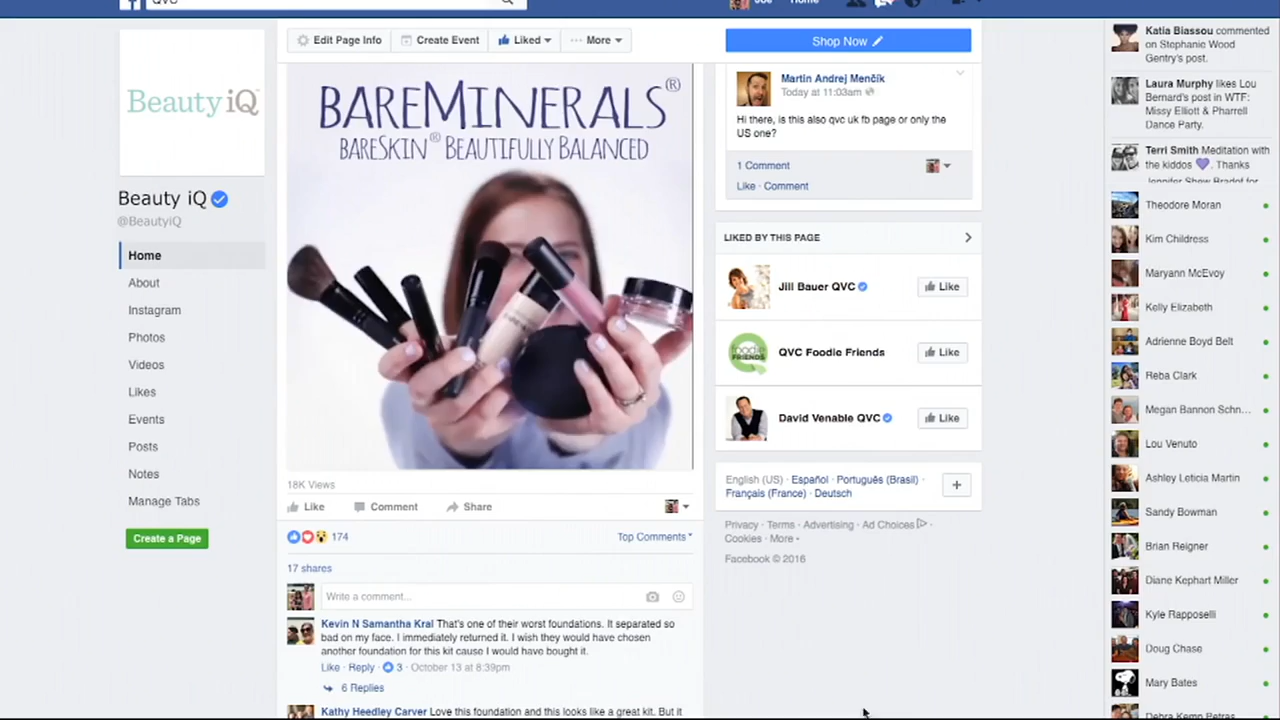 QVC
Joe
Home
Edit Page Info
Create Event
Liked
More
Shop Now
Beauty iQ
Beauty iQ
@BeautyiQ
Home
About
Instagram
Photos
Videos
Likes
Events
Posts
Notes
Manage Tabs
Create a Page
BAREMINERALS®
BARESKIN® BEAUTIFULLY BALANCED
18K Views
Like
Comment
Share
174
Top Comments
17 shares
Write a comment...
Kevin N Samantha Kral That's one of their worst foundations. It separated so
bad on my face. I immediately returned it. I wish they would have chosen
another foundation for this kit cause I would have bought it.
Like · Reply · 3 · October 13 at 8:39pm
6 Replies
Kathy Heedley Carver Love this foundation and this looks like a great kit. But it
Martin Andrej Menčík
Today at 11:03am
Hi there, is this also qvc uk fb page or only the
US one?
1 Comment
Like · Comment
LIKED BY THIS PAGE
Jill Bauer QVC
Like
foodie FRIENDS
QVC Foodie Friends
Like
David Venable QVC
Like
English (US) · Español · Português (Brasil) ·
Français (France) · Deutsch
Privacy · Terms · Advertising · Ad Choices ·
Cookies · More
Facebook © 2016
Katia Biassou commented
on Stephanie Wood
Gentry's post.
Laura Murphy likes Lou
Bernard's post in WTF:
Missy Elliot & Pharrell
Dance Party.
Terri Smith Meditation with
the kiddos 💜. Thanks
Theodore Moran
Kim Childress
Maryann McEvoy
Kelly Elizabeth
Adrienne Boyd Belt
Reba Clark
Megan Bannon Schn...
Lou Venuto
Ashley Leticia Martin
Sandy Bowman
Brian Reigner
Diane Kephart Miller
Kyle Rapposelli
Doug Chase
Mary Bates
Debra Kemp Petras